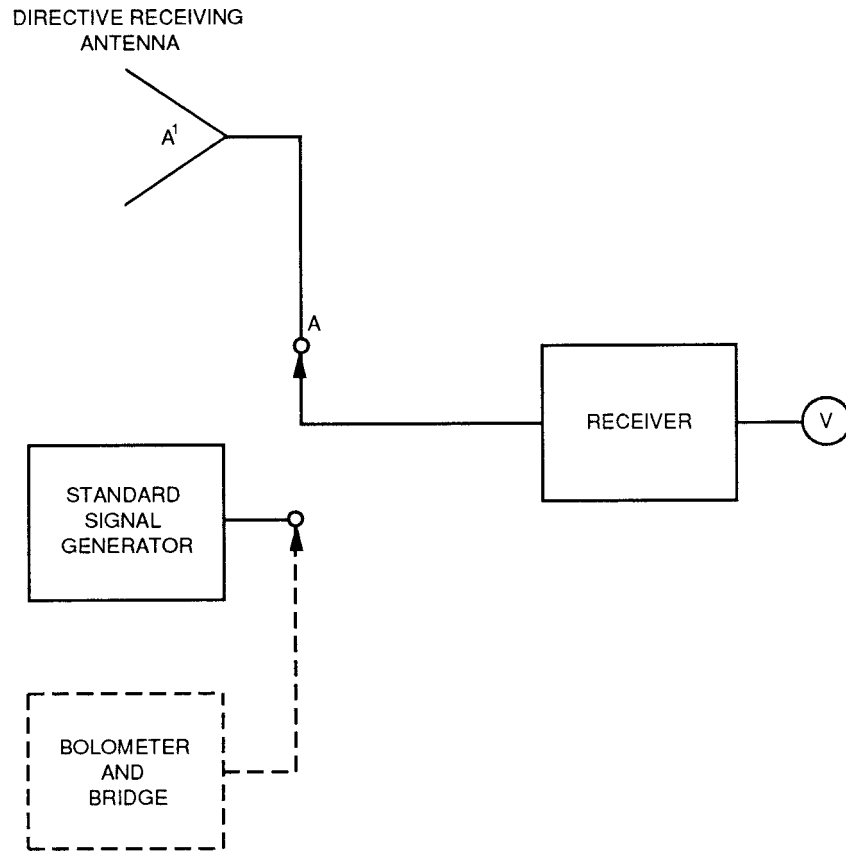 DIRECTIVE RECEIVING
ANTENNA
A¹
A
RECEIVER
V
STANDARD
SIGNAL
GENERATOR
BOLOMETER
AND
BRIDGE